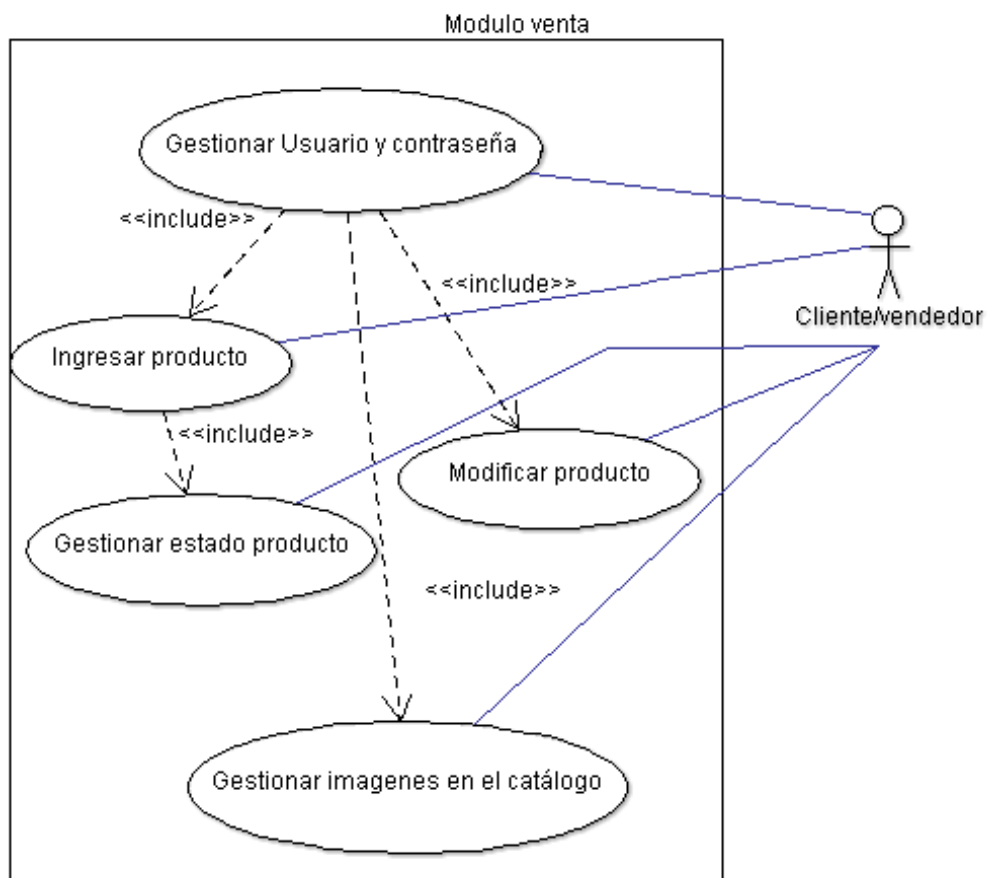 Modulo venta
Gestionar Usuario y contraseña
<<include>>
<<include>>
Cliente/vendedor
Ingresar producto
<<include>>
Modificar producto
Gestionar estado producto
<<include>>
Gestionar imagenes en el catálogo